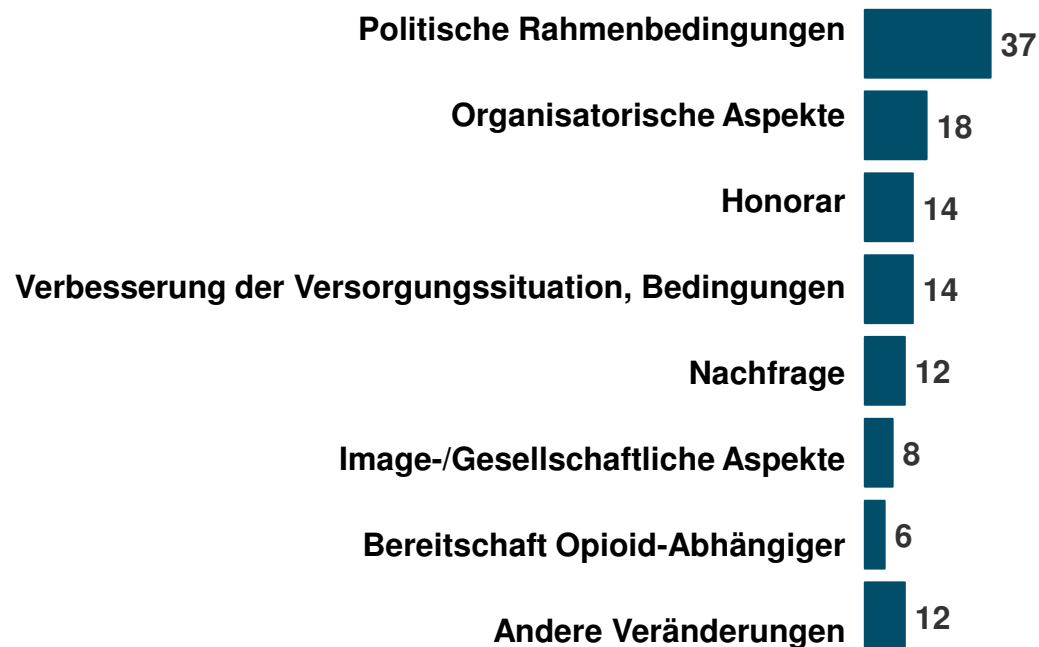 Politische Rahmenbedingungen 37
Organisatorische Aspekte 18
Honorar 14
Verbesserung der Versorgungssituation, Bedingungen 14
Nachfrage 12
Image-/Gesellschaftliche Aspekte 8
Bereitschaft Opioid-Abhängiger 6
Andere Veränderungen 12